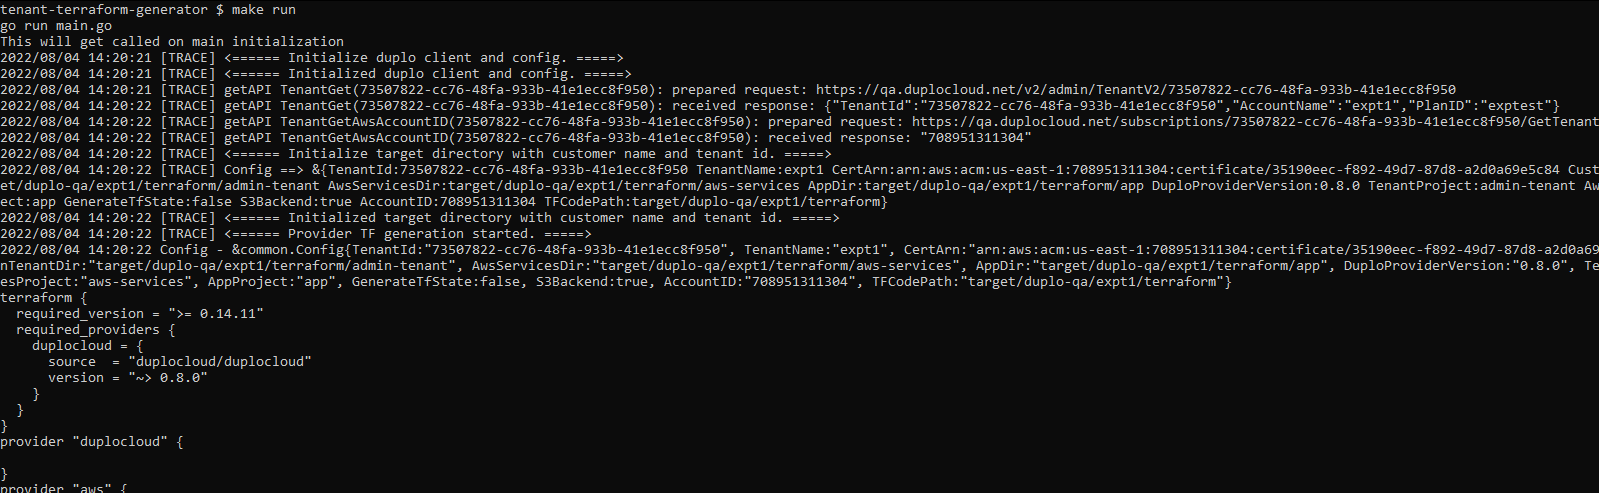 tenant-terraform-generator $ make run
go run main.go
This will get called on main initialization
2022/08/04 14:20:21 [TRACE] <====== Initialize duplo client and config. =====>
2022/08/04 14:20:21 [TRACE] <====== Initialized duplo client and config. =====>
2022/08/04 14:20:21 [TRACE] getAPI TenantGet(73507822-cc76-48fa-933b-41e1ecc8f950): prepared request: https://qa.duplocloud.net/v2/admin/TenantV2/73507822-cc76-48fa-933b-41e1ecc8f950
2022/08/04 14:20:22 [TRACE] getAPI TenantGet(73507822-cc76-48fa-933b-41e1ecc8f950): received response: {"TenantId":"73507822-cc76-48fa-933b-41e1ecc8f950","AccountName":"expt1","PlanID":"exptest"}
2022/08/04 14:20:22 [TRACE] getAPI TenantGetAwsAccountID(73507822-cc76-48fa-933b-41e1ecc8f950): prepared request: https://qa.duplocloud.net/subscriptions/73507822-cc76-48fa-933b-41e1ecc8f950/GetTenant
2022/08/04 14:20:22 [TRACE] getAPI TenantGetAwsAccountID(73507822-cc76-48fa-933b-41e1ecc8f950): received response: "708951311304"
2022/08/04 14:20:22 [TRACE] <====== Initialize target directory with customer name and tenant id. =====>
2022/08/04 14:20:22 [TRACE] Config ==> &{TenantId:73507822-cc76-48fa-933b-41e1ecc8f950 TenantName:expt1 CertArn:arn:aws:acm:us-east-1:708951311304:certificate/35190eec-f892-49d7-87d8-a2d0a69e5c84 Cust
et/duplo-qa/expt1/terraform/admin-tenant AwsServicesDir:target/duplo-qa/expt1/terraform/aws-services AppDir:target/duplo-qa/expt1/terraform/app DuploProviderVersion:0.8.0 TenantProject:admin-tenant Aw
ect:app GenerateTfState:false S3Backend:true AccountID:708951311304 TFCodePath:target/duplo-qa/expt1/terraform}
2022/08/04 14:20:22 [TRACE] <====== Initialized target directory with customer name and tenant id. =====>
2022/08/04 14:20:22 [TRACE] <====== Provider TF generation started. =====>
2022/08/04 14:20:22 Config - &common.Config{TenantId:"73507822-cc76-48fa-933b-41e1ecc8f950", TenantName:"expt1", CertArn:"arn:aws:acm:us-east-1:708951311304:certificate/35190eec-f892-49d7-87d8-a2d0a69
nTenantDir:"target/duplo-qa/expt1/terraform/admin-tenant", AwsServicesDir:"target/duplo-qa/expt1/terraform/aws-services", AppDir:"target/duplo-qa/expt1/terraform/app", DuploProviderVersion:"0.8.0", Te
esProject:"aws-services", AppProject:"app", GenerateTfState:false, S3Backend:true, AccountID:"708951311304", TFCodePath:"target/duplo-qa/expt1/terraform"}
terraform {
  required_version = ">= 0.14.11"
  required_providers {
    duplocloud = {
      source  = "duplocloud/duplocloud"
      version = "~> 0.8.0"
    }
  }
}
provider "duplocloud" {
}
provider "aws" {